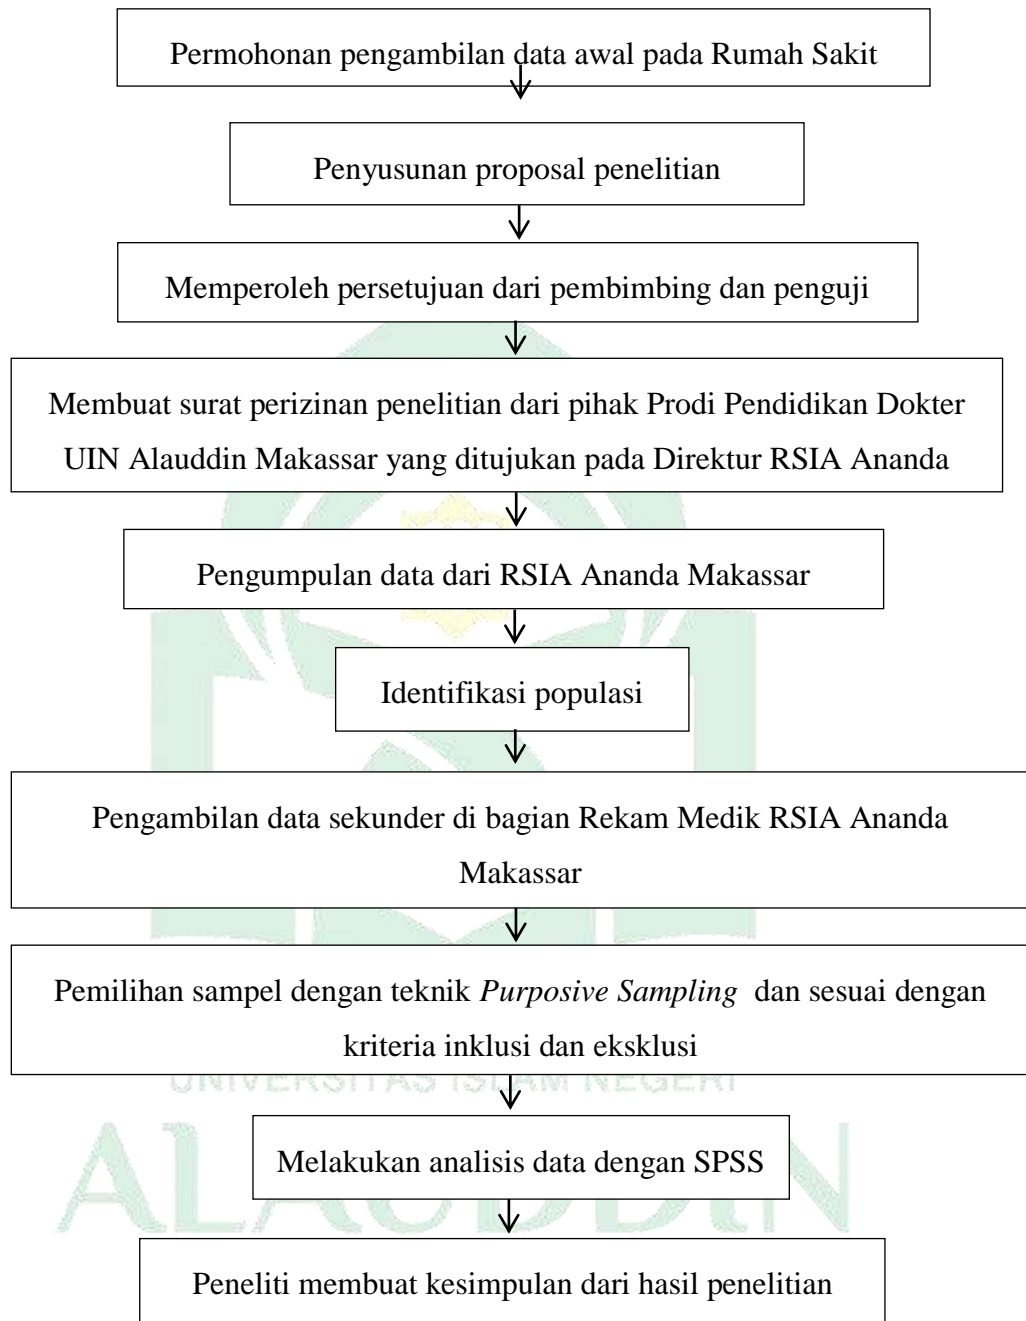 Permohonan pengambilan data awal pada Rumah Sakit
Penyusunan proposal penelitian
Memperoleh persetujuan dari pembimbing dan penguji
Membuat surat perizinan penelitian dari pihak Prodi Pendidikan Dokter
UIN Alauddin Makassar yang ditujukan pada Direktur RSIA Ananda
Pengumpulan data dari RSIA Ananda Makassar
Identifikasi populasi
Pengambilan data sekunder di bagian Rekam Medik RSIA Ananda
Makassar
Pemilihan sampel dengan teknik Purposive Sampling dan sesuai dengan
kriteria inklusi dan eksklusi
UNIVERSITAS ISLAM NEGERI
ALAUDDIN
Melakukan analisis data dengan SPSS
Peneliti membuat kesimpulan dari hasil penelitian